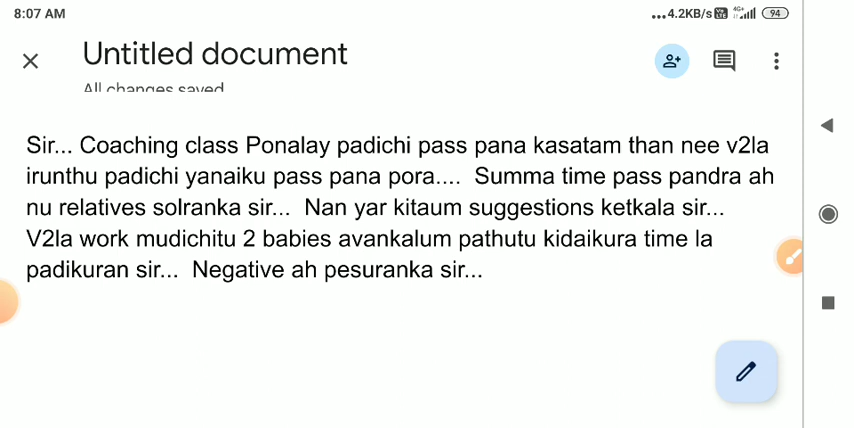 8:07 AM ...4.2KB/s Vo LTE 4G+ 94
Untitled document
All changes saved
Sir... Coaching class Ponalay padichi pass pana kasatam than nee v2la
irunthu padichi yanaiku pass pana pora.... Summa time pass pandra ah
nu relatives solranka sir... Nan yar kitaum suggestions ketkala sir...
V2la work mudichitu 2 babies avankalum pathutu kidaikura time la
padikuran sir... Negative ah pesuranka sir...